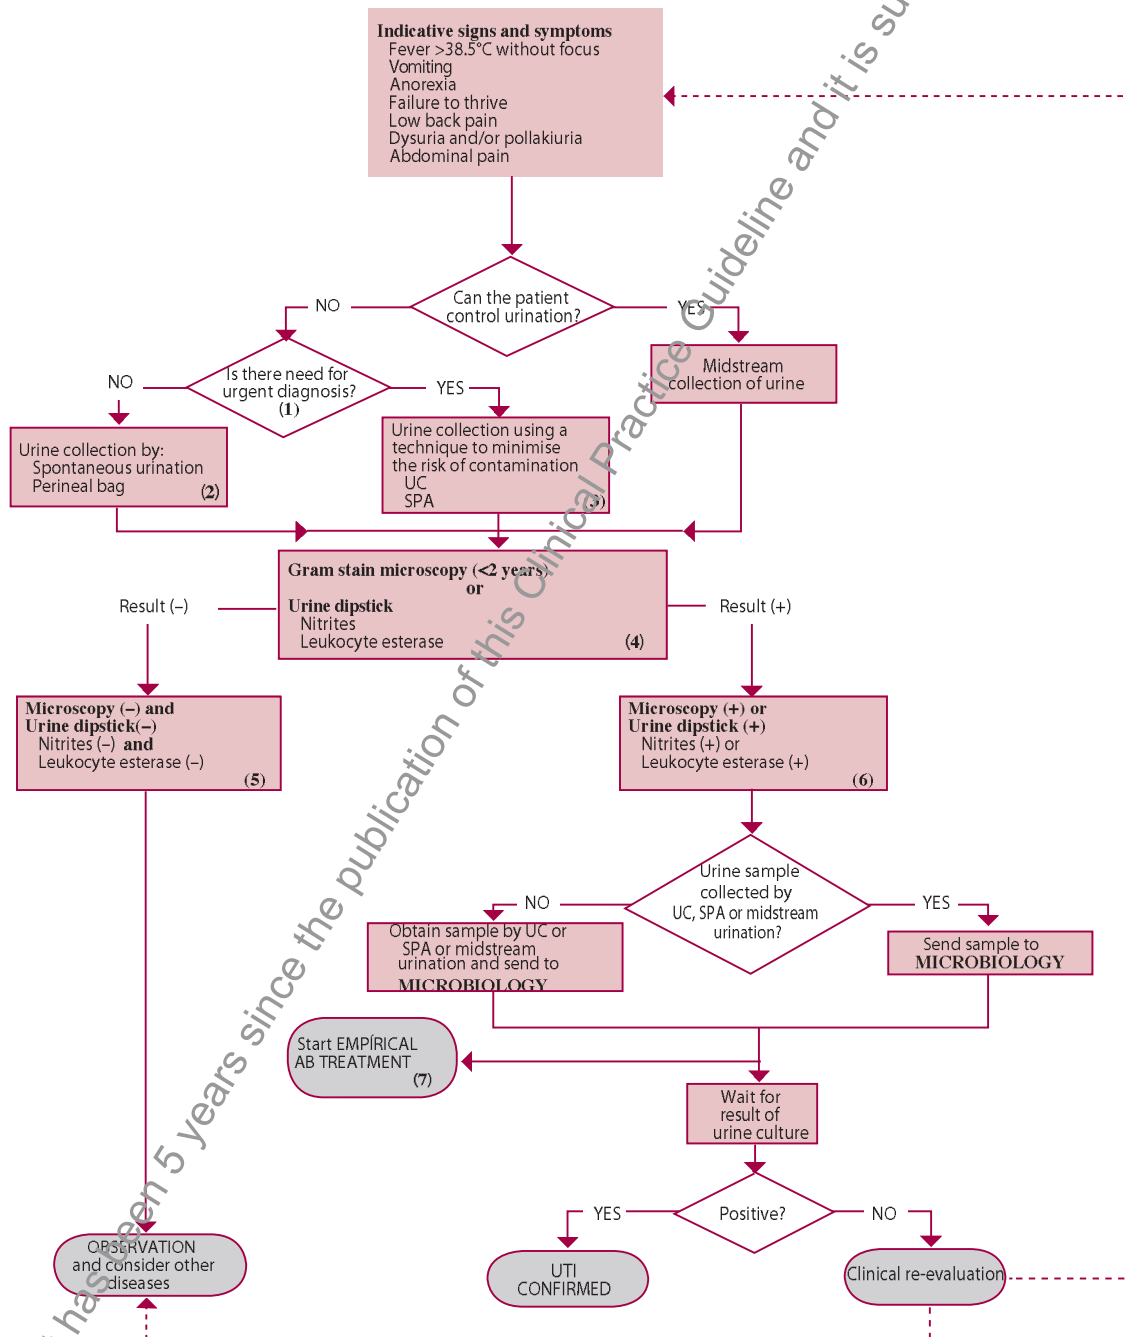 Indicative signs and symptoms
Fever >38.5°C without focus
Vomiting
Anorexia
Failure to thrive
Low back pain
Dysuria and/or pollakiuria
Abdominal pain
Can the patient
control urination?
NO
YES
Is there need for
urgent diagnosis?
(1)
NO
YES
Midstream
collection of urine
Urine collection by:
Spontaneous urination
Perineal bag
(2)
Urine collection using a
technique to minimise
the risk of contamination
UC
SPA
(3)
Gram stain microscopy (<2 years)
or
Urine dipstick
Nitrites
Leukocyte esterase
(4)
Result (–)
Result (+)
Microscopy (–) and
Urine dipstick(–)
Nitrites (–) and
Leukocyte esterase (–)
(5)
Microscopy (+) or
Urine dipstick (+)
Nitrites (+) or
Leukocyte esterase (+)
(6)
Urine sample
collected by
UC, SPA or midstream
urination?
NO
YES
Obtain sample by UC or
SPA or midstream
urination and send to
MICROBIOLOGY
Send sample to
MICROBIOLOGY
Start EMPÍRICAL
AB TREATMENT
(7)
Wait for
result of
urine culture
Positive?
YES
NO
OBSERVATION
and consider other
diseases
UTI
CONFIRMED
Clinical re-evaluation
has been 5 years since the publication of this Clinical Practice Guideline and it is su